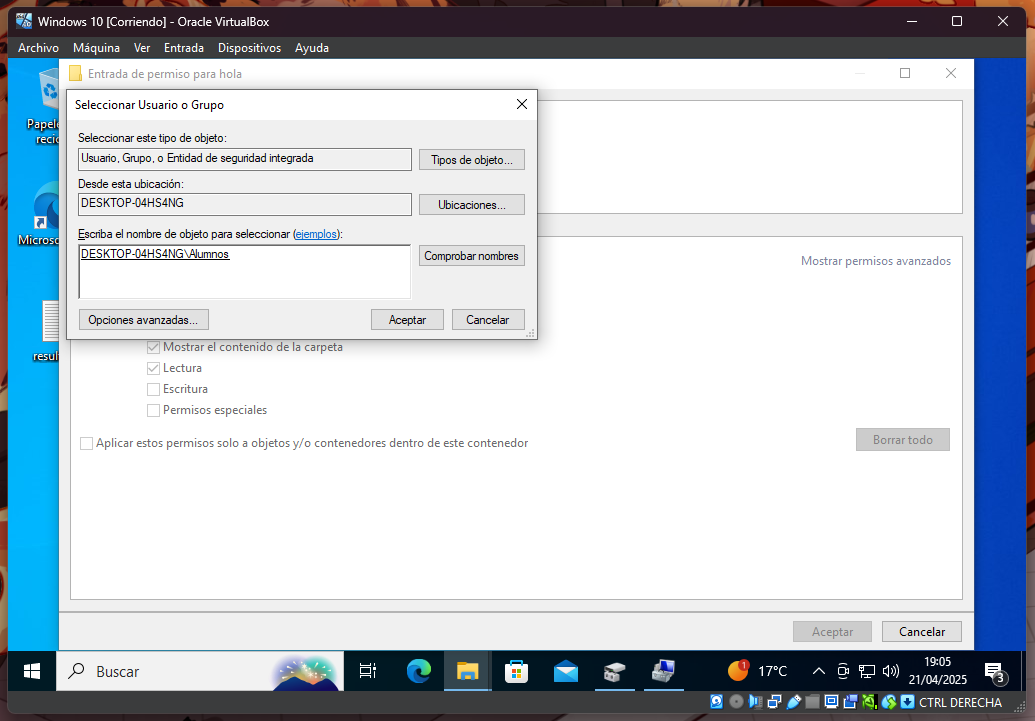 Windows 10 [Corriendo] - Oracle VirtualBox
Archivo Máquina Ver Entrada Dispositivos Ayuda
Entrada de permiso para hola
Seleccionar Usuario o Grupo
Seleccionar este tipo de objeto:
Usuario, Grupo, o Entidad de seguridad integrada
Tipos de objeto...
Desde esta ubicación:
DESKTOP-04HS4NG
Ubicaciones...
Escriba el nombre de objeto para seleccionar (ejemplos):
DESKTOP-04HS4NG\Alumnos
Comprobar nombres
Opciones avanzadas...
Aceptar
Cancelar
Papele
recic
Microso
resul
Mostrar permisos avanzados
Mostrar el contenido de la carpeta
Lectura
Escritura
Permisos especiales
Aplicar estos permisos solo a objetos y/o contenedores dentro de este contenedor
Borrar todo
Aceptar
Cancelar
Buscar
1
17°C
19:05
21/04/2025
3
CTRL DERECHA